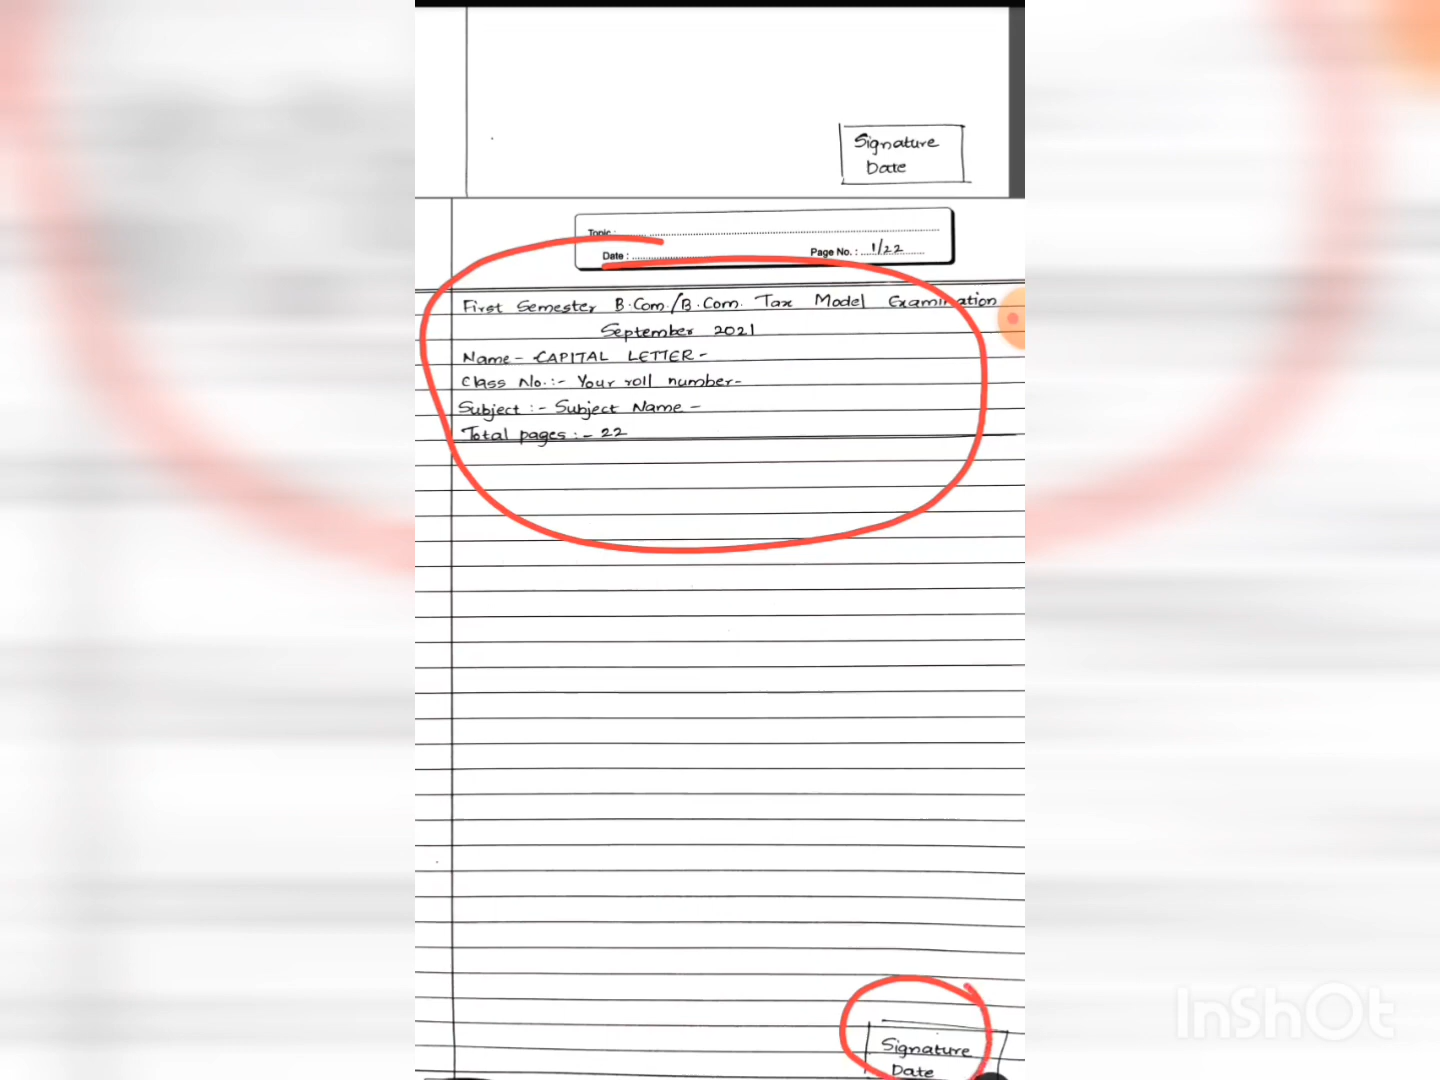 Signature
Date
Topic : ........
Date : ........ Page No. : ...1/22...
First Semester B.Com./B.Com. Tax Model Examination
September 2021
Name - CAPITAL LETTER -
Class No.:- Your roll number-
Subject :- Subject Name -
Total pages :- 22
Signature
Date
InShOt